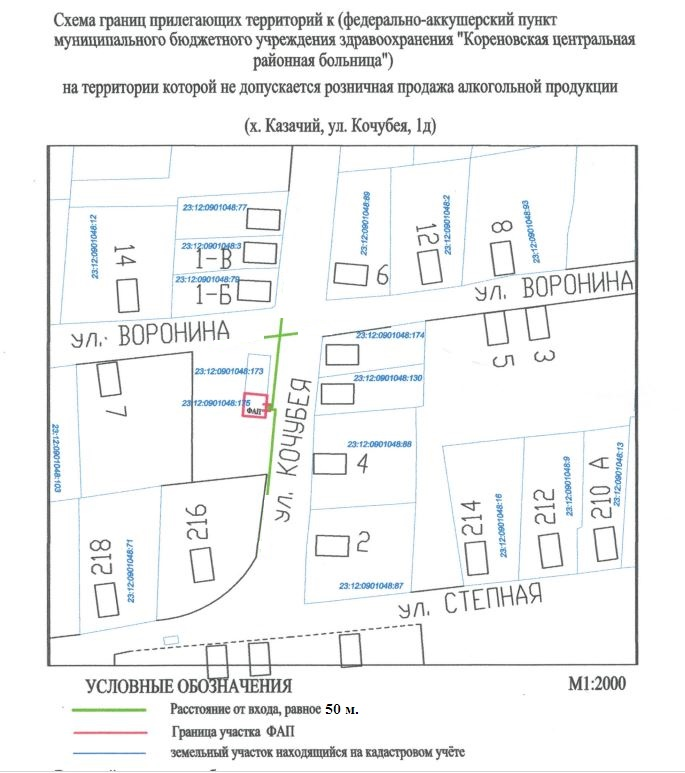 Схема границ прилегающих территорий к (федерально-аккушерский пункт
муниципального бюджетного учреждения здравоохранения "Кореновская центральная
районная больница")
на территории которой не допускается розничная продажа алкогольной продукции
(х. Казачий, ул. Кочубея, 1д)
23:12:0901048:77
23:12:0901048:12
14
23:12:0901048:3
1-В
23:12:0901048:79
1-Б
23:12:0901048:89
6
12
23:12:0901048:2
8
23:12:0901048:93
ул. ВОРОНИНА
ул. ВОРОНИНА
23:12:0901048:174
5
3
23:12:0901048:173
23:12:0901048:130
7
23:12:0901048:175
ФАП
ул. КОЧУБЕЯ
23:12:0901048:103
23:12:0901048:88
4
218
23:12:0901048:71
216
2
23:12:0901048:87
214
23:12:0901048:16
212
23:12:0901048:9
210 А
23:12:0901048:13
ул. СТЕПНАЯ
УСЛОВНЫЕ ОБОЗНАЧЕНИЯ
М1:2000
Расстояние от входа, равное 50 м.
Граница участка ФАП
земельный участок находящийся на кадастровом учёте